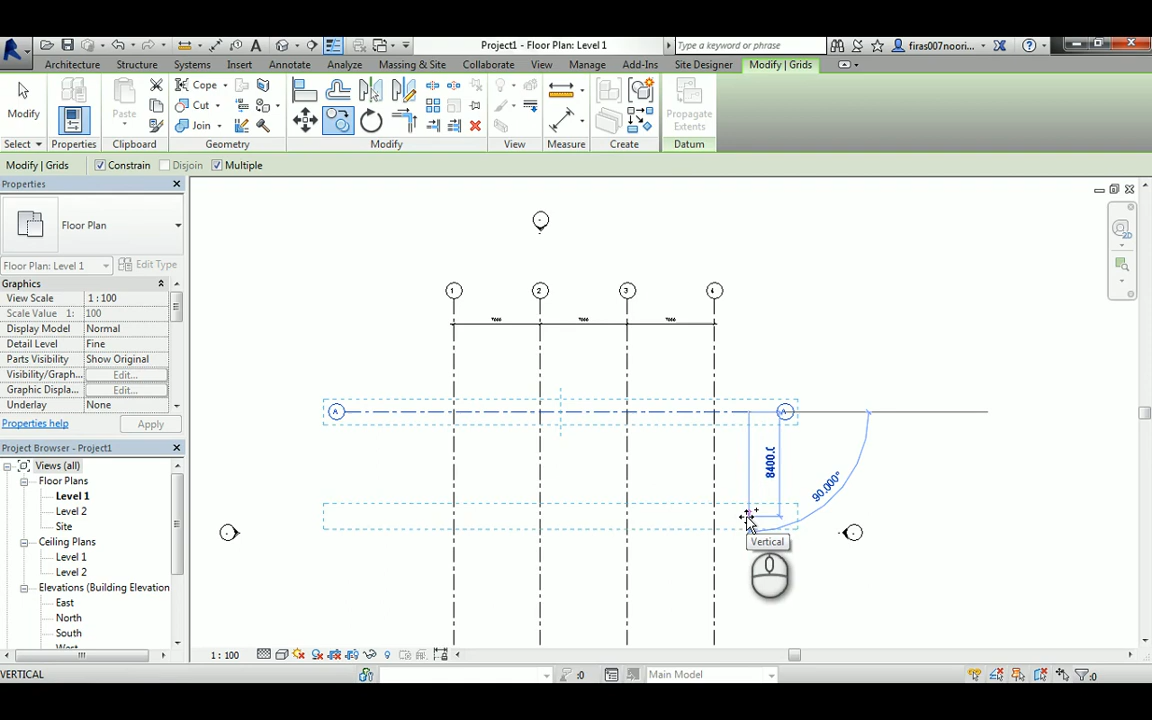 Project1 - Floor Plan: Level 1
Type a keyword or phrase
firas007noori...
Architecture Structure Systems Insert Annotate Analyze Massing & Site Collaborate View Manage Add-Ins Site Designer Modify | Grids
Modify
Paste
Cope
Cut
Join
Propagate
Extents
Select Properties Clipboard Geometry Modify View Measure Create Datum
Modify | Grids Constrain Disjoin Multiple
Properties
Floor Plan
Floor Plan: Level 1
Edit Type
Graphics
View Scale 1 : 100
Scale Value 1: 100
Display Model Normal
Detail Level Fine
Parts Visibility Show Original
Visibility/Graph... Edit...
Graphic Displa... Edit...
Underlay None
Properties help
Apply
Project Browser - Project1
Views (all)
Floor Plans
Level 1
Level 2
Site
Ceiling Plans
Level 1
Level 2
Elevations (Building Elevation
East
North
South
West
1 2 3 4
A
A
8400.0
90.000°
Vertical
1 : 100
VERTICAL
:0
Main Model
:0